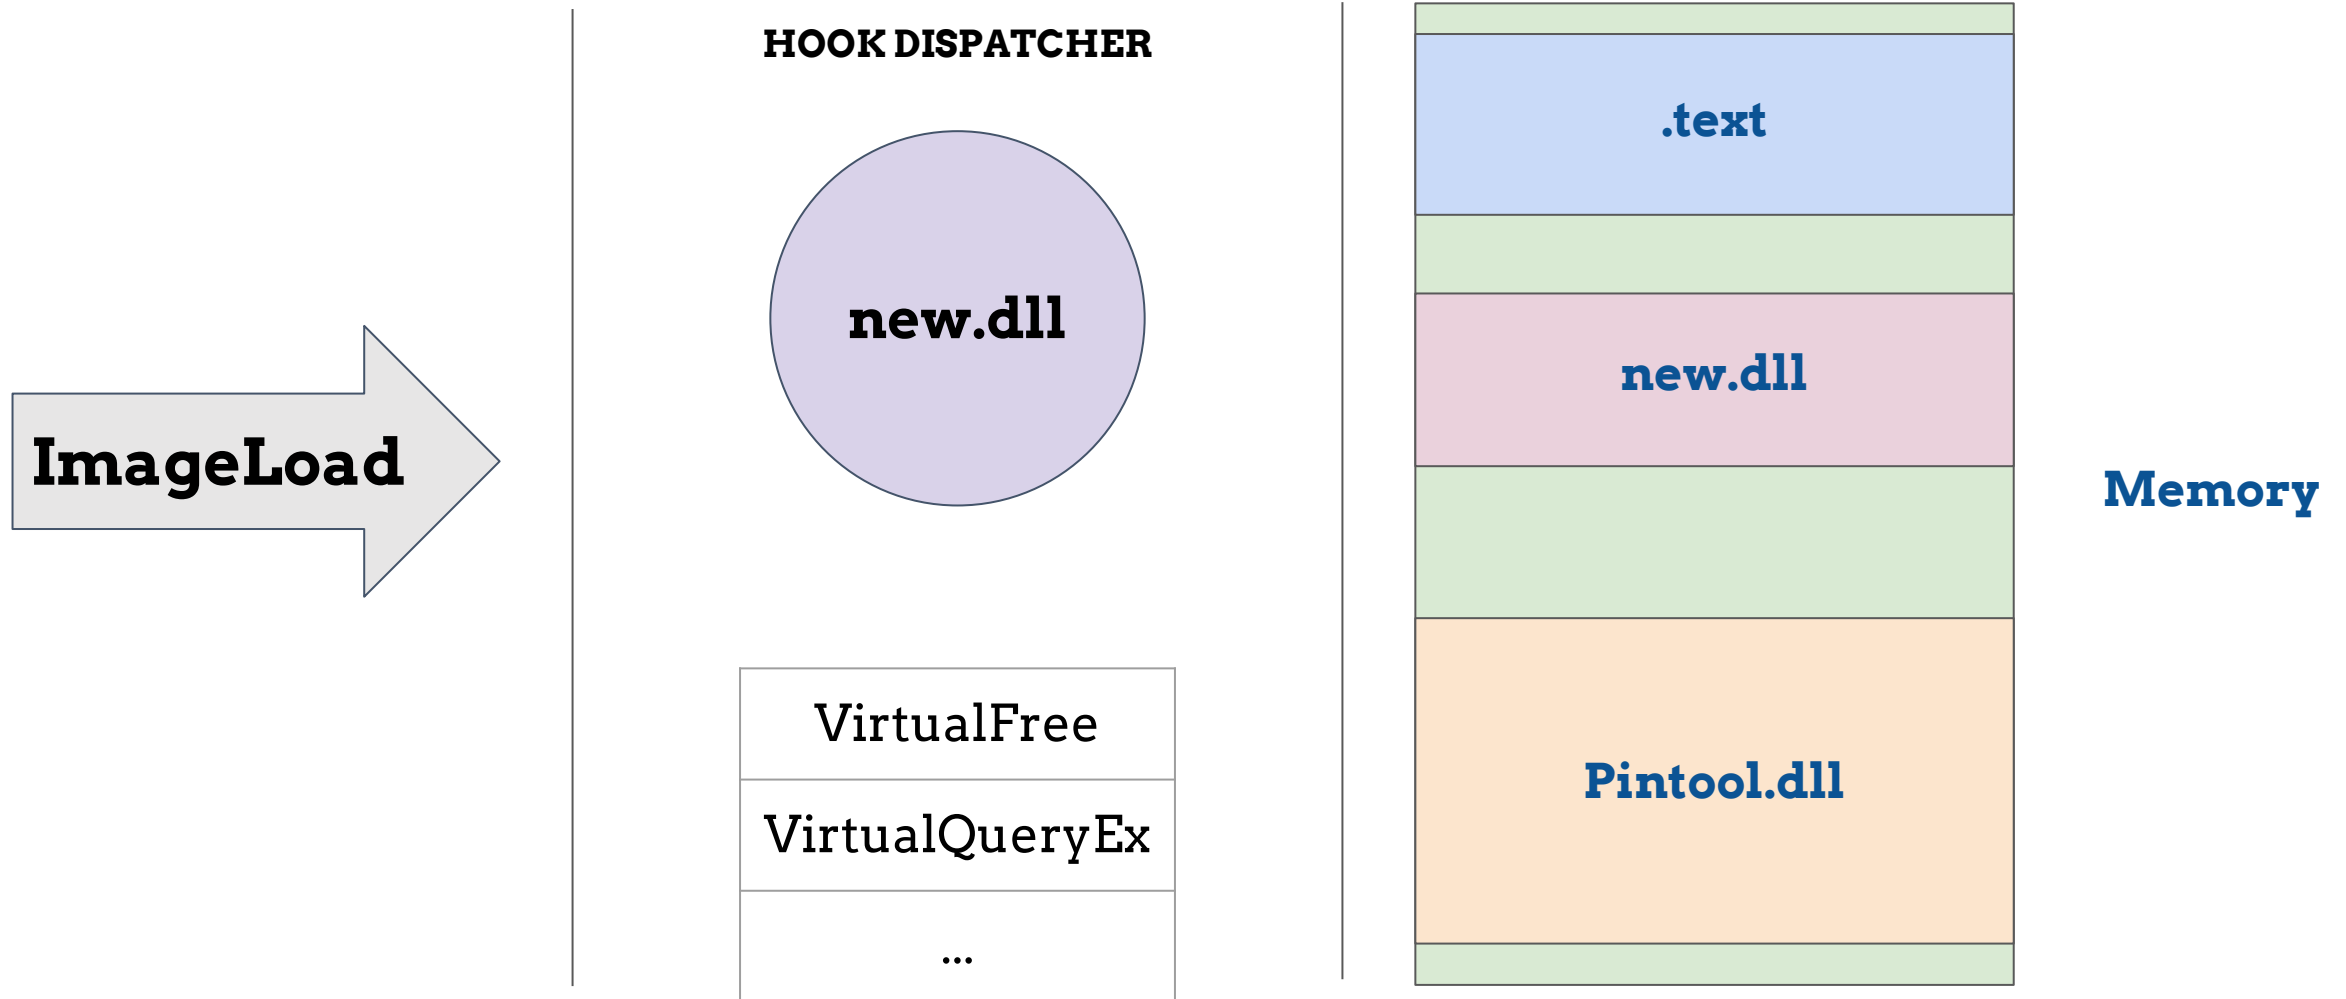 ImageLoad
HOOK DISPATCHER
new.dll
VirtualFree
VirtualQueryEx
...
.text
new.dll
Pintool.dll
Memory